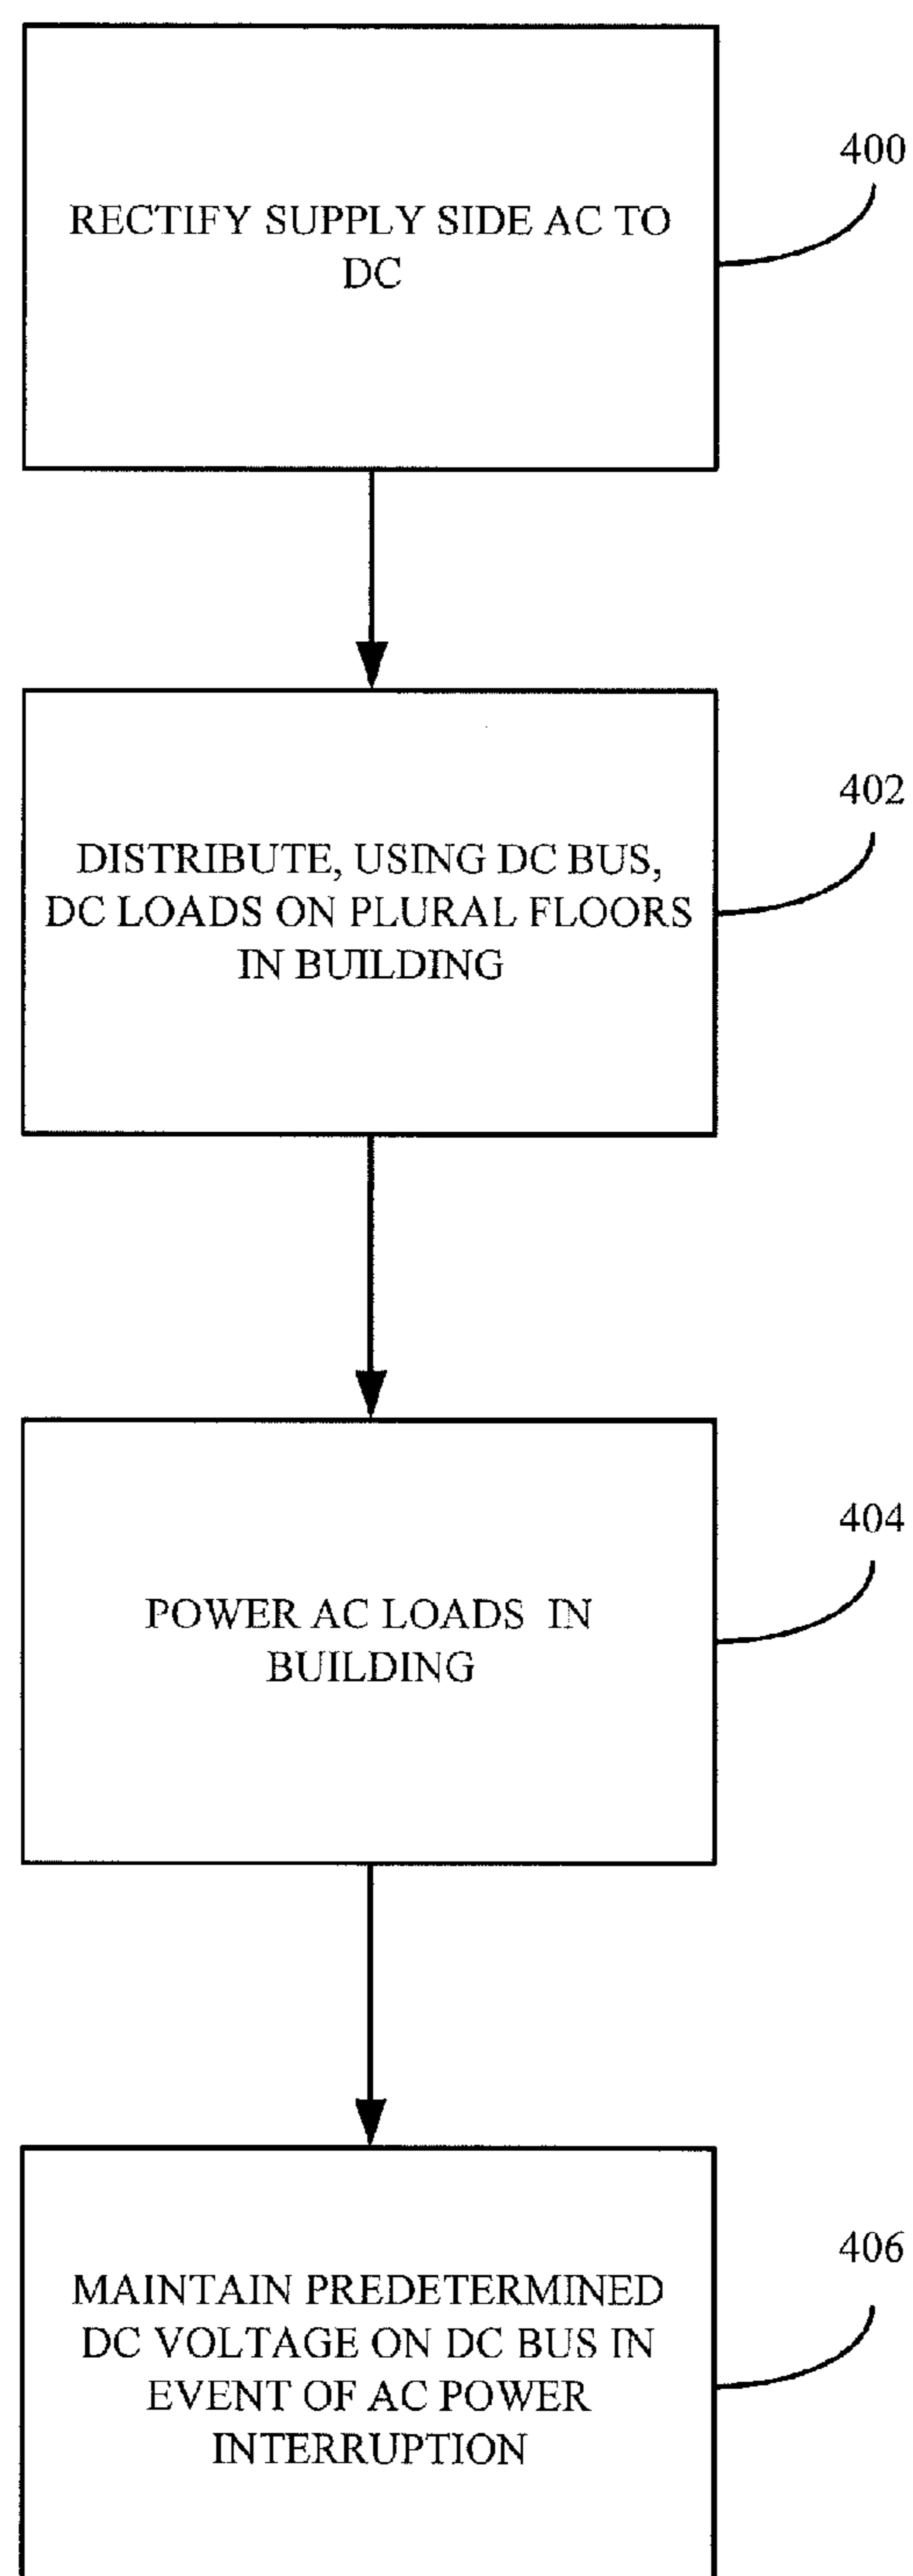 400
RECTIFY SUPPLY SIDE AC TO
DC
402
DISTRIBUTE, USING DC BUS,
DC LOADS ON PLURAL FLOORS
IN BUILDING
404
POWER AC LOADS IN
BUILDING
406
MAINTAIN PREDETERMINED
DC VOLTAGE ON DC BUS IN
EVENT OF AC POWER
INTERRUPTION